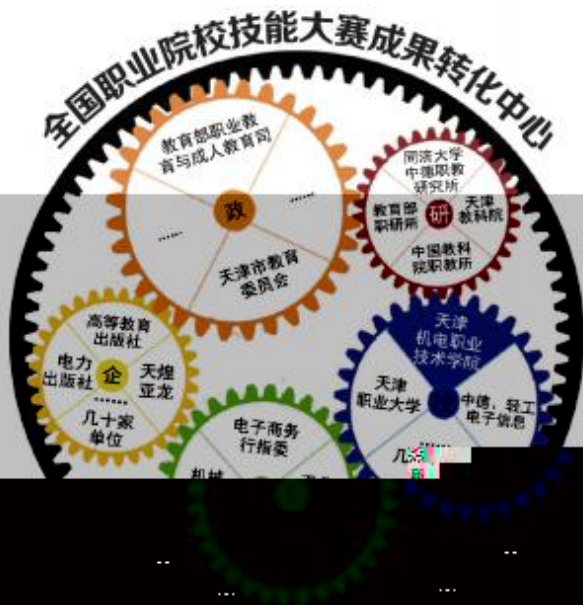 全国职业院校技能大赛成果转化中心
教育部职业教
育与成人教育司
......
......
政
天津市教育
委员会
同济大学
中德职教
研究所
教育部
职研所
研
天津
教科院
中国教科
院职教所
高等教育
出版社
电力
出版社
企
天煌
亚龙
......
几十家
单位
天津
机电职业
技术学院
天津
职业大学
中德、轻工
电子信息
......
几
电子商务
行指委
机械